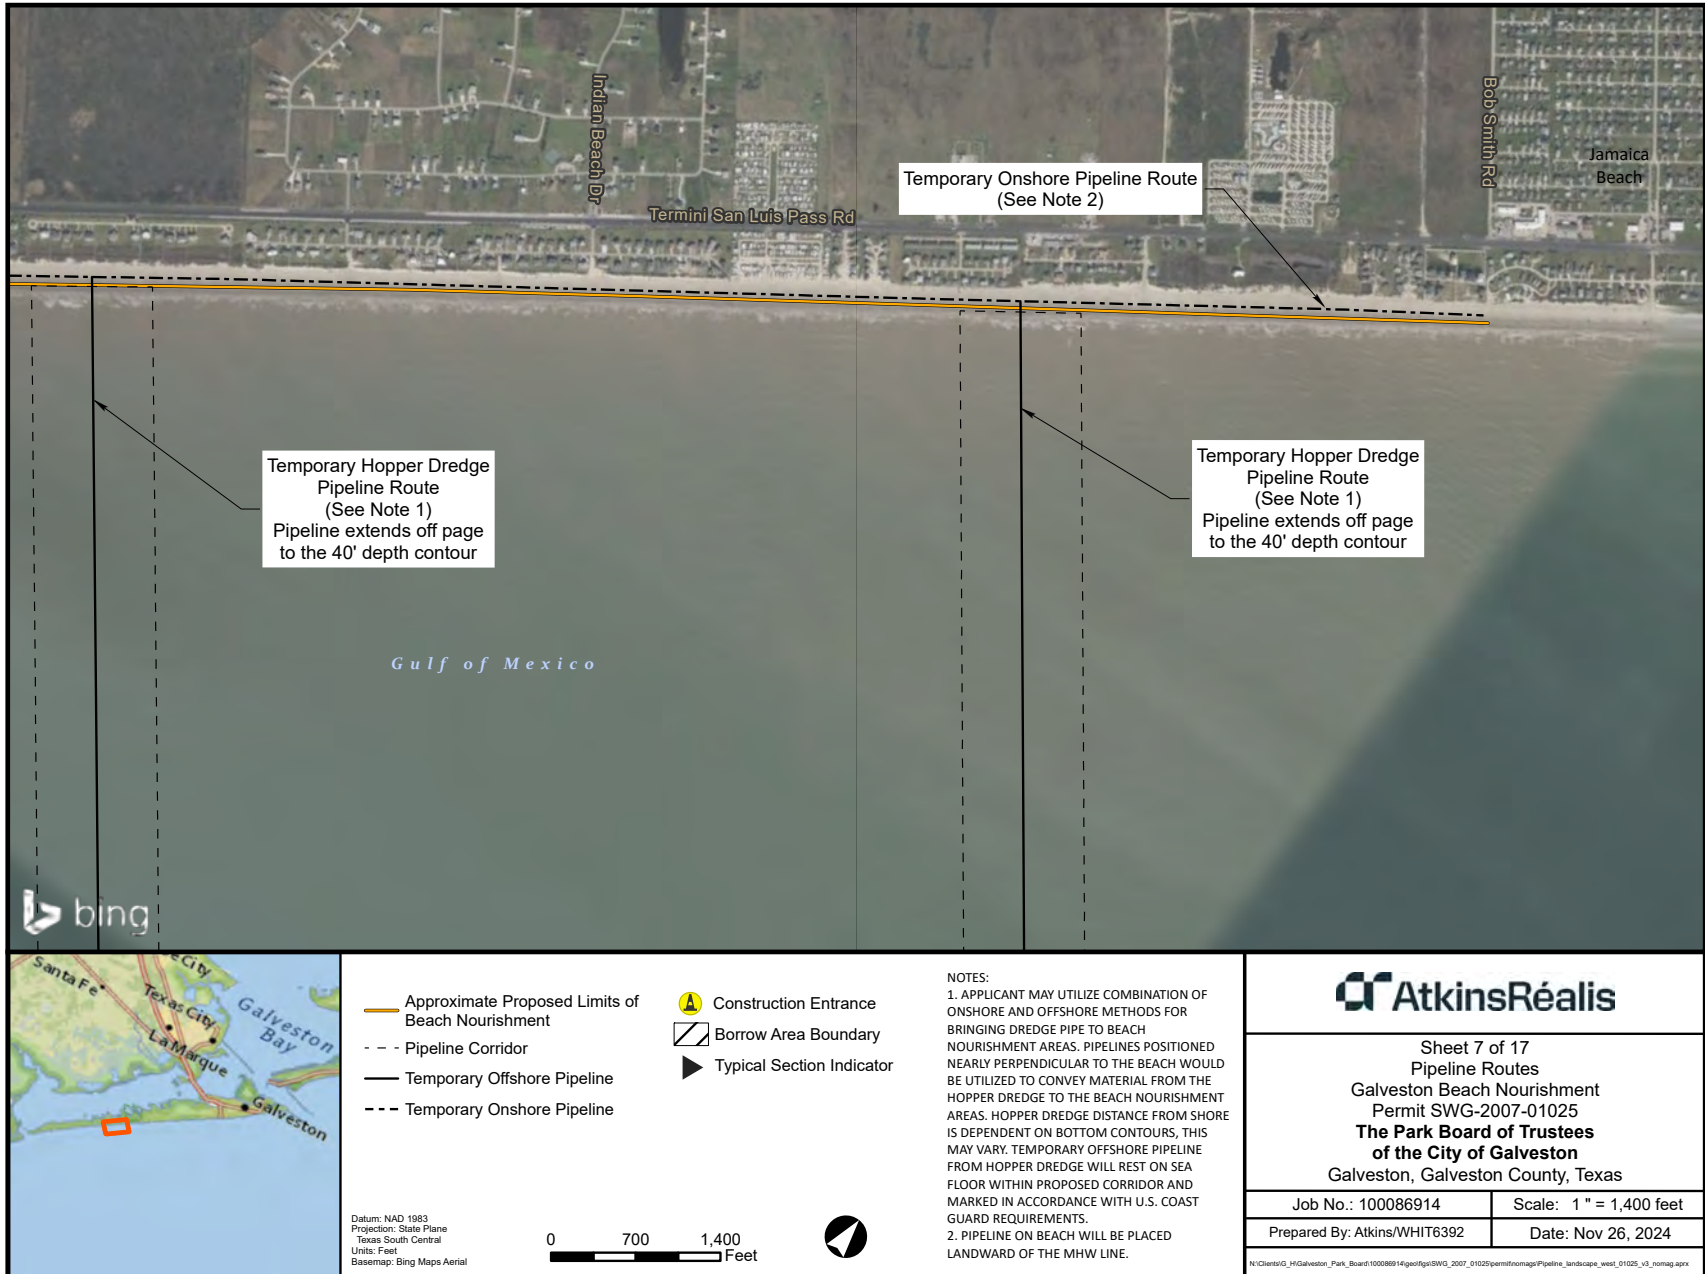 Indian Beach Dr
Termini San Luis Pass Rd
Bob Smith Rd
Jamaica
Beach
Temporary Onshore Pipeline Route
(See Note 2)
Temporary Hopper Dredge
Pipeline Route
(See Note 1)
Pipeline extends off page
to the 40' depth contour
Temporary Hopper Dredge
Pipeline Route
(See Note 1)
Pipeline extends off page
to the 40' depth contour
Gulf of Mexico
bing
Santa Fe
e City
Texas City
La Marque
Galveston
Bay
Galveston
Approximate Proposed Limits of
Beach Nourishment
Pipeline Corridor
Temporary Offshore Pipeline
Temporary Onshore Pipeline
Construction Entrance
Borrow Area Boundary
Typical Section Indicator
Datum: NAD 1983
Projection: State Plane
Texas South Central
Units: Feet
Basemap: Bing Maps Aerial
0 700 1,400
Feet
NOTES:
1. APPLICANT MAY UTILIZE COMBINATION OF
ONSHORE AND OFFSHORE METHODS FOR
BRINGING DREDGE PIPE TO BEACH
NOURISHMENT AREAS. PIPELINES POSITIONED
NEARLY PERPENDICULAR TO THE BEACH WOULD
BE UTILIZED TO CONVEY MATERIAL FROM THE
HOPPER DREDGE TO THE BEACH NOURISHMENT
AREAS. HOPPER DREDGE DISTANCE FROM SHORE
IS DEPENDENT ON BOTTOM CONTOURS, THIS
MAY VARY. TEMPORARY OFFSHORE PIPELINE
FROM HOPPER DREDGE WILL REST ON SEA
FLOOR WITHIN PROPOSED CORRIDOR AND
MARKED IN ACCORDANCE WITH U.S. COAST
GUARD REQUIREMENTS.
2. PIPELINE ON BEACH WILL BE PLACED
LANDWARD OF THE MHW LINE.
AtkinsRéalis
Sheet 7 of 17
Pipeline Routes
Galveston Beach Nourishment
Permit SWG-2007-01025
The Park Board of Trustees
of the City of Galveston
Galveston, Galveston County, Texas
Job No.: 100086914
Scale: 1 " = 1,400 feet
Prepared By: Atkins/WHIT6392
Date: Nov 26, 2024
N:\Clients\G_H\Galveston_Park_Board\100086914\geo\figs\SWG_2007_01025\permit\nomags\Pipeline_landscape_west_01025_v3_nomag.aprx